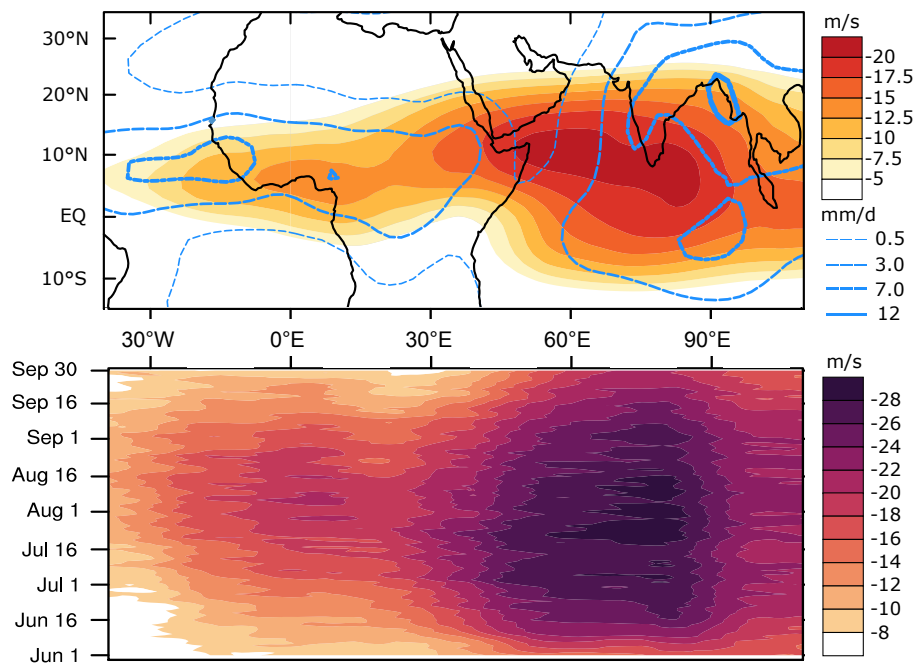 m/s
30°N
20°N
10°N
EQ
10°S
-20
-17.5
-15
-12.5
-10
-7.5
-5
mm/d
0.5
3.0
7.0
12
30°W 0°E 30°E 60°E 90°E
m/s
Sep 30
Sep 16
Sep 1
Aug 16
Aug 1
Jul 16
Jul 1
Jun 16
Jun 1
-28
-26
-24
-22
-20
-18
-16
-14
-12
-10
-8